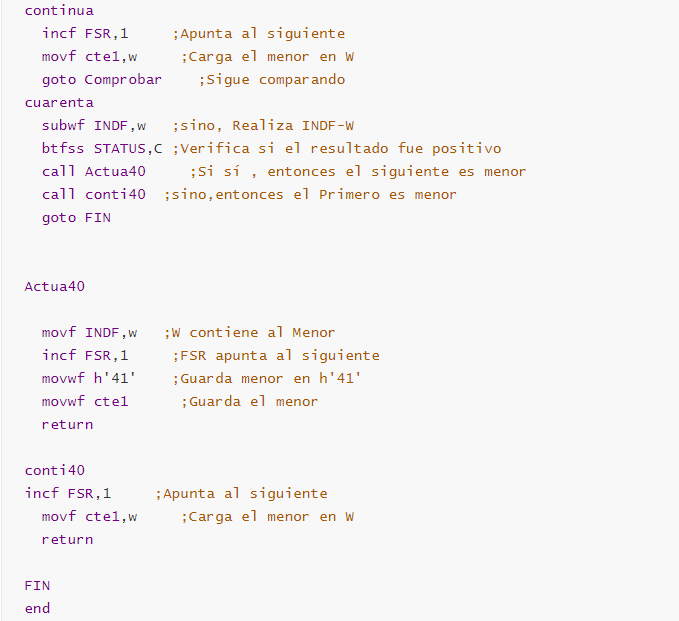 continua
incf FSR,1 ;Apunta al siguiente
movf cte1,w ;Carga el menor en W
goto Comprobar ;Sigue comparando
cuarenta
subwf INDF,w ;sino, Realiza INDF-W
btfss STATUS,C ;Verifica si el resultado fue positivo
call Actua40 ;Si sí , entonces el siguiente es menor
call conti40 ;sino,entonces el Primero es menor
goto FIN
Actua40
movf INDF,w ;W contiene al Menor
incf FSR,1 ;FSR apunta al siguiente
movwf h'41' ;Guarda menor en h'41'
movwf cte1 ;Guarda el menor
return
conti40
incf FSR,1 ;Apunta al siguiente
movf cte1,w ;Carga el menor en W
return
FIN
end